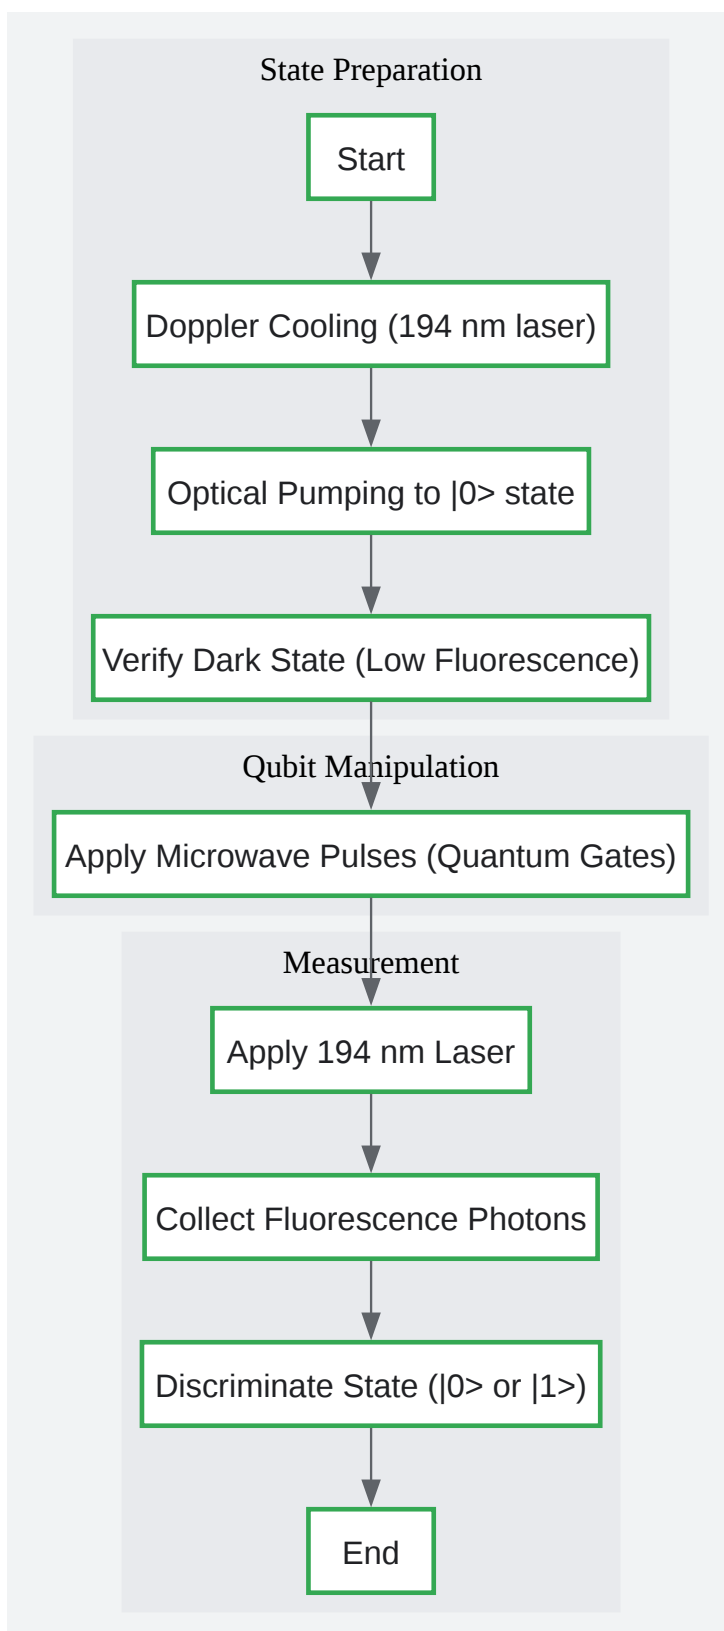 State Preparation
Start
Doppler Cooling (194 nm laser)
Optical Pumping to |0> state
Verify Dark State (Low Fluorescence)
Qubit Manipulation
Apply Microwave Pulses (Quantum Gates)
Measurement
Apply 194 nm Laser
Collect Fluorescence Photons
Discriminate State (|0> or |1>)
End